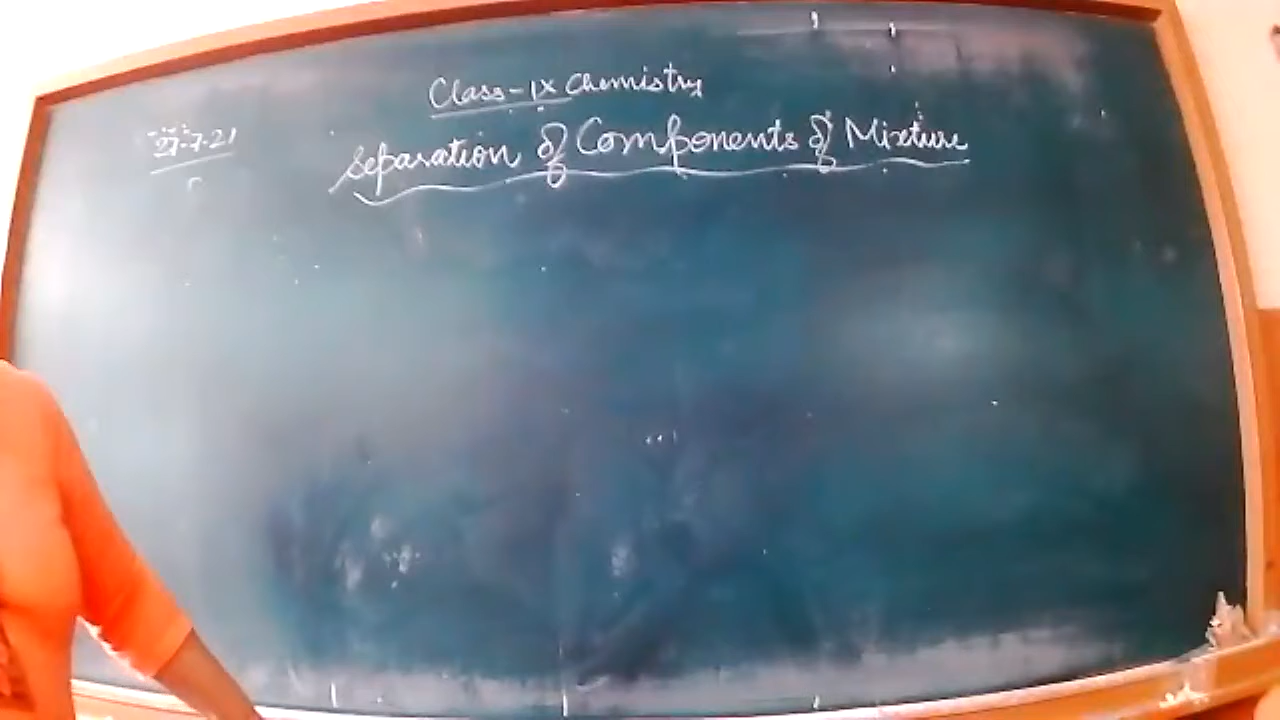 Class-IX Chemistry
27-7-21
Separation of Components of Mixture